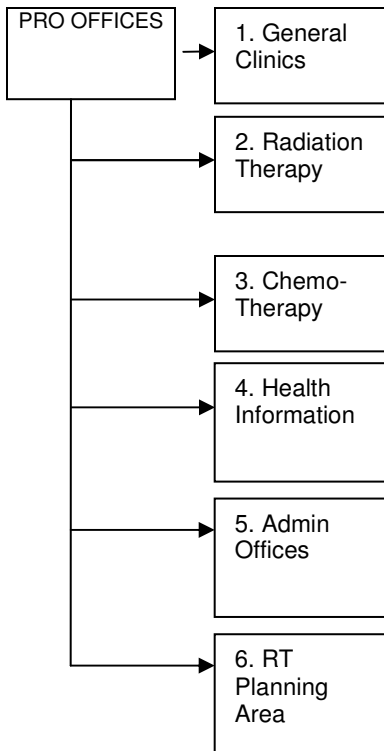 PRO OFFICES
1. General
Clinics
2. Radiation
Therapy
3. Chemo-
Therapy
4. Health
Information
5. Admin
Offices
6. RT
Planning
Area